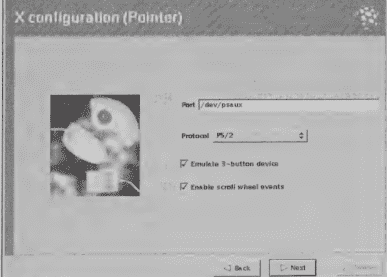 X configuration (Pointer)
Port /dev/psaux
Protocol PS/2
Emulate 3-button device
Enable scroll wheel events
Back Next